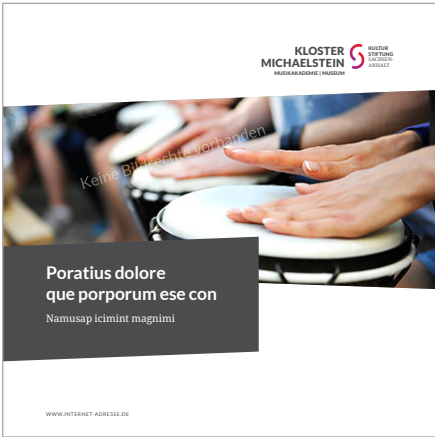 KLOSTER
MICHAELSTEIN
MUSIKAKADEMIE | MUSEUM
KULTUR
STIFTUNG
SACHSEN-
ANHALT
Keine Bildrechte vorhanden
Poratius dolore
que porporum ese con
Namusap icimint magnimi
WWW.INTERNET-ADRESSE.DE